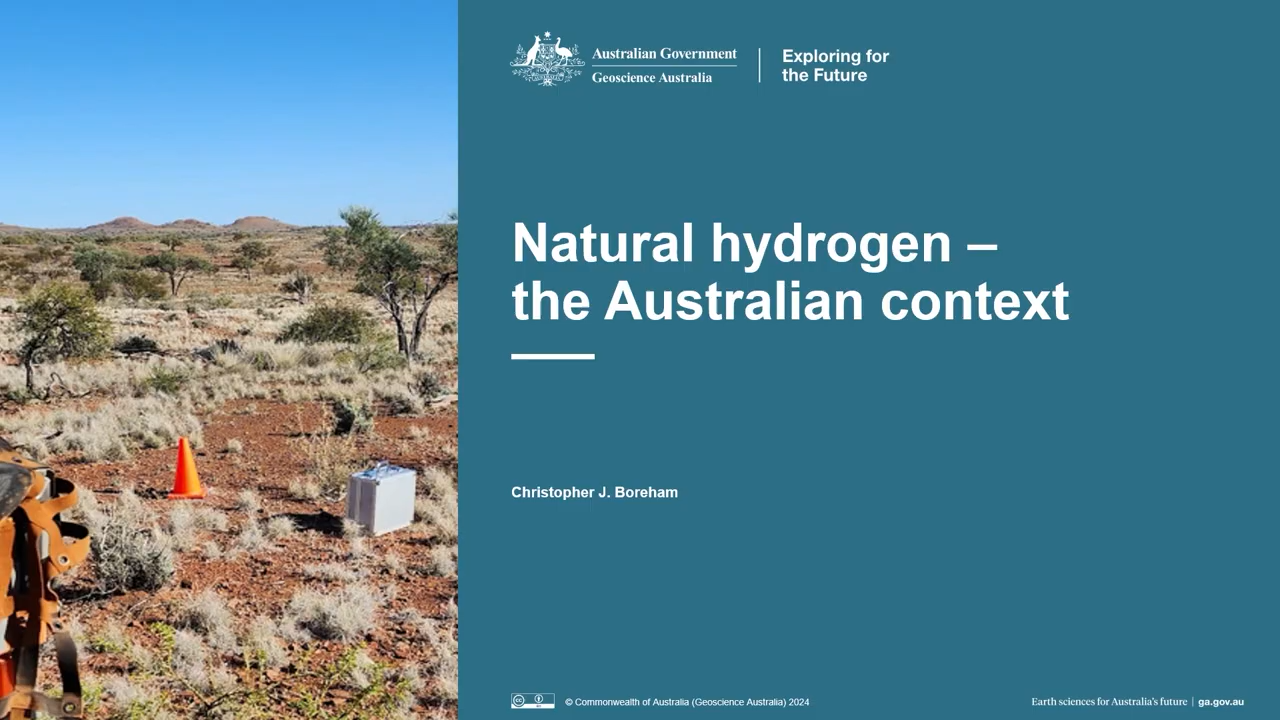 Australian Government
Geoscience Australia
Exploring for
the Future
Natural hydrogen –
the Australian context
Christopher J. Boreham
© Commonwealth of Australia (Geoscience Australia) 2024
Earth sciences for Australia's future | ga.gov.au